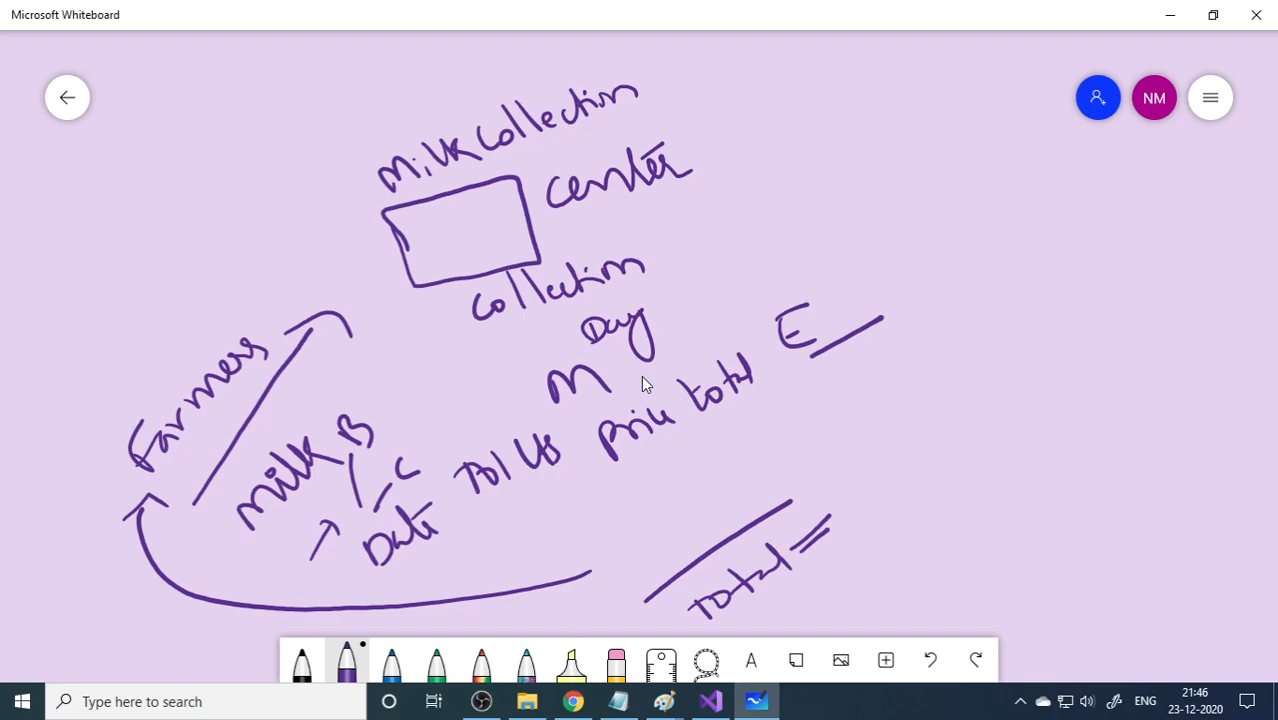 Microsoft Whiteboard
NM
Milk Collection
Center
Collection
Day
M
E
Farmers
Milk B
C
Date
price total
Total
A
Type here to search
ENG
21:46
23-12-2020